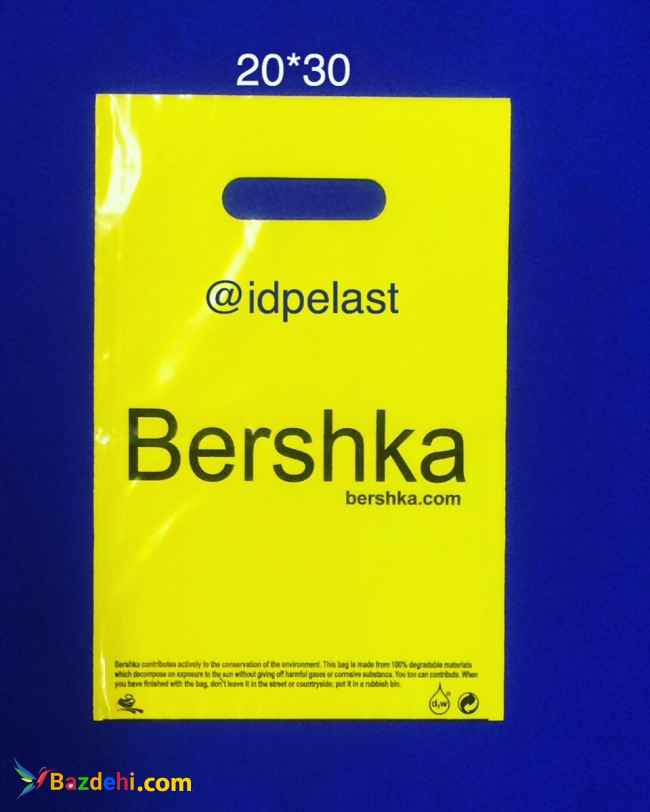 20*30
@idpelast
Bershka
bershka.com
Bershka contributes actively to the conservation of the environment. This bag is made from 100% degradable materials
which decompose on exposure to the sun without giving off harmful gases or corrosive substance. You too can contribute. When
you have finished with the bag, don't leave it in the street or countryside, put it in a rubbish bin.
d2w
Bazdehi.com